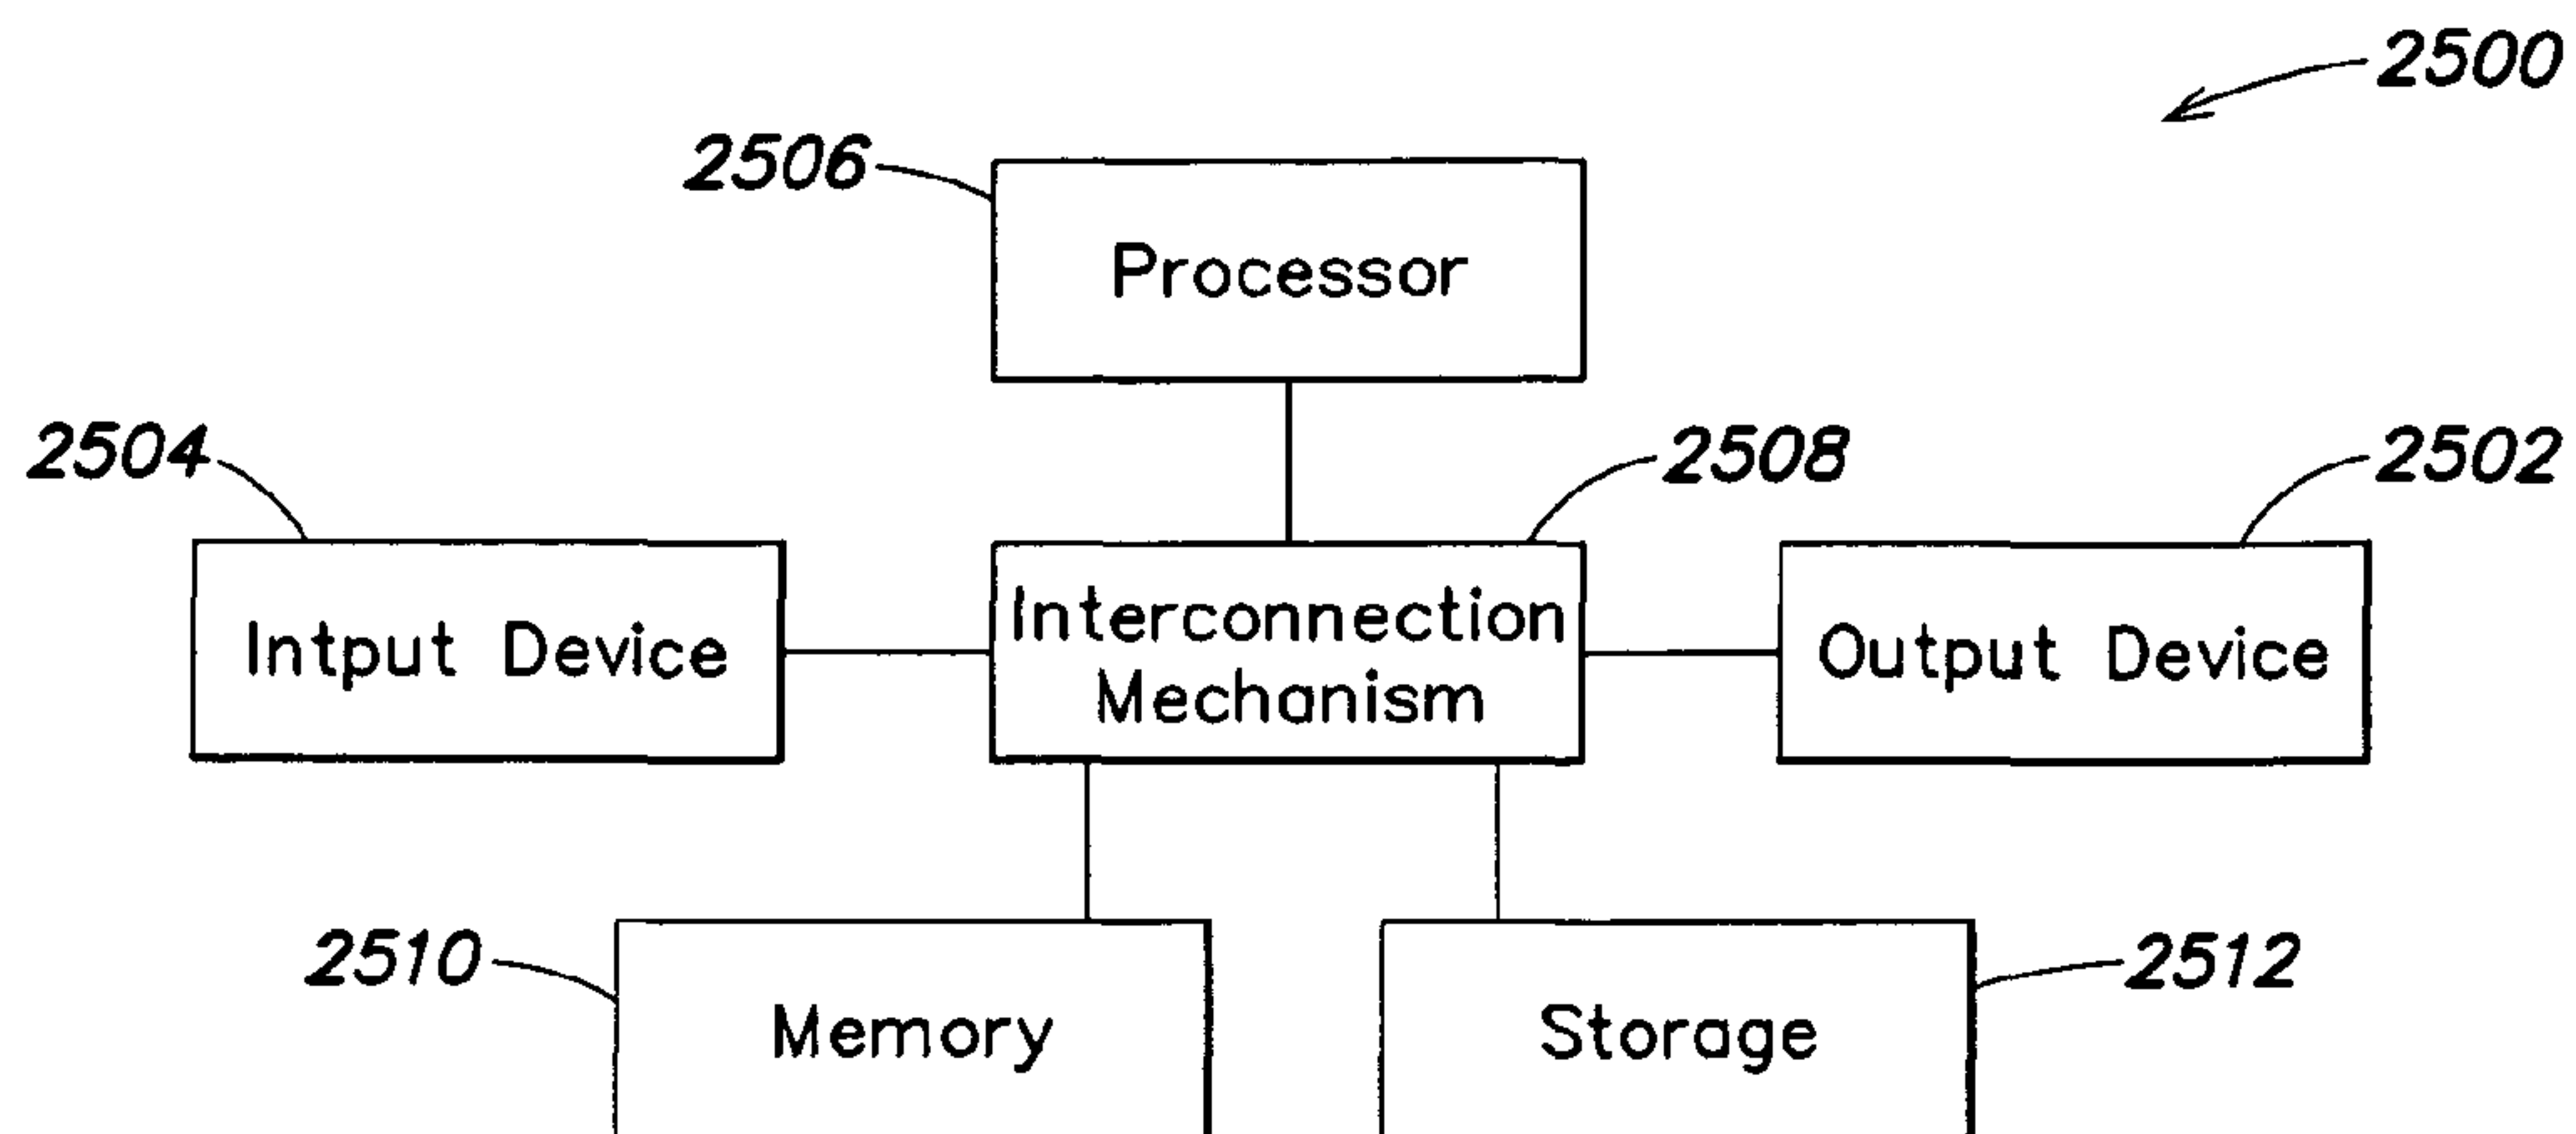 2500
2506
Processor
2504
2508
2502
Intput Device
Interconnection
Mechanism
Output Device
2510
2512
Memory
Storage